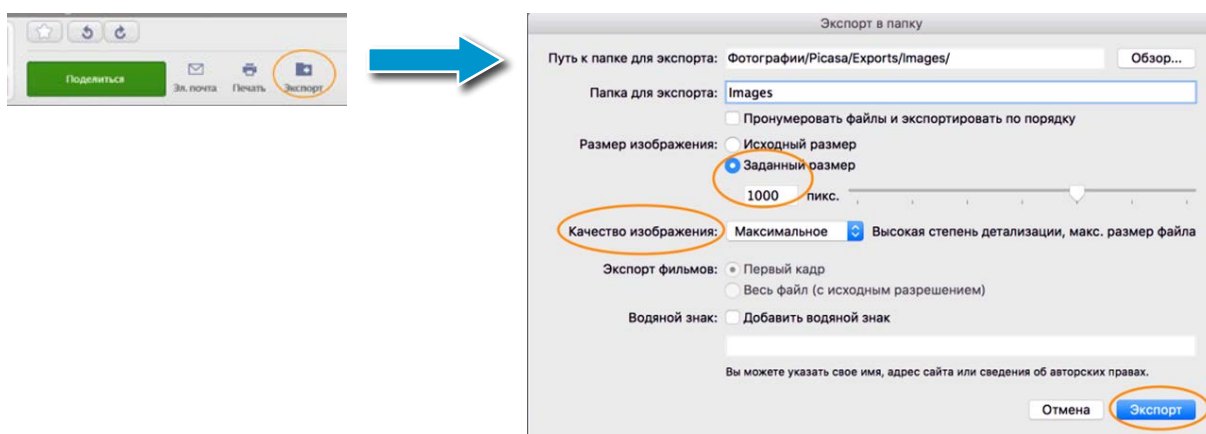 Поделиться
Эл. почта Печать Экспорт
Экспорт в папку
Путь к папке для экспорта: Фотографии/Picasa/Exports/Images/ Обзор...
Папка для экспорта: Images
Пронумеровать файлы и экспортировать по порядку
Размер изображения: Исходный размер
Заданный размер
1000 пикс.
Качество изображения: Максимальное Высокая степень детализации, макс. размер файла
Экспорт фильмов: Первый кадр
Весь файл (с исходным разрешением)
Водяной знак: Добавить водяной знак
Вы можете указать свое имя, адрес сайта или сведения об авторских правах.
Отмена Экспорт